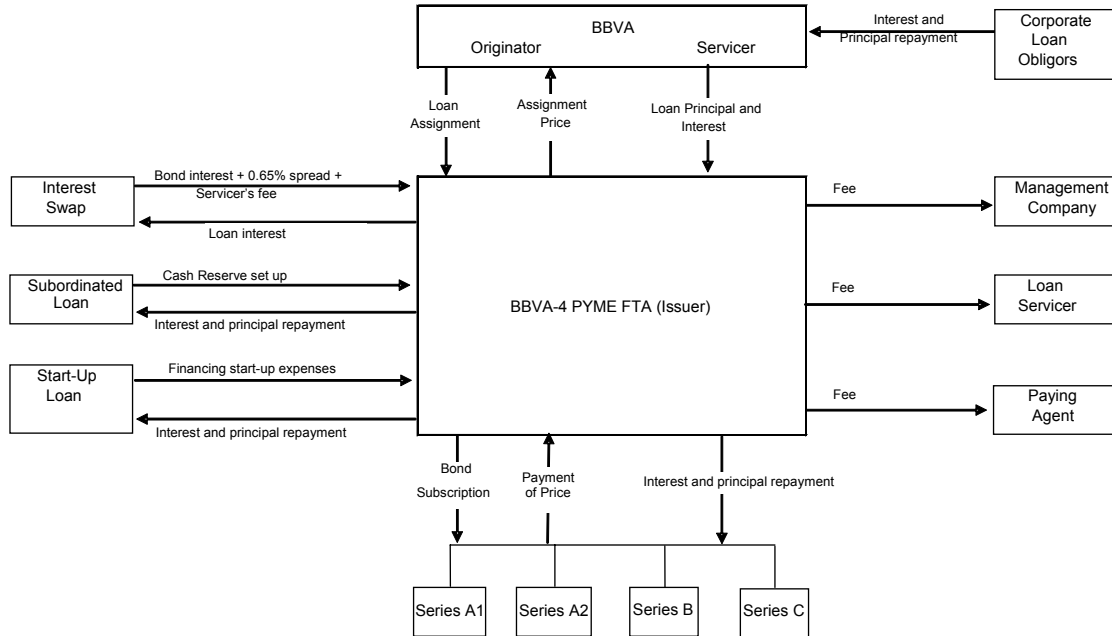 BBVA
Originator Servicer
Interest and
Principal repayment
Corporate
Loan
Obligors
Loan
Assignment
Assignment
Price
Loan Principal and
Interest
Interest
Swap
Bond interest + 0.65% spread +
Servicer's fee
Loan interest
Subordinated
Loan
Cash Reserve set up
Interest and principal repayment
Start-Up
Loan
Financing start-up expenses
Interest and principal repayment
BBVA-4 PYME FTA (Issuer)
Fee
Management
Company
Fee
Loan
Servicer
Fee
Paying
Agent
Bond
Subscription
Payment
of Price
Interest and principal repayment
Series A1
Series A2
Series B
Series C